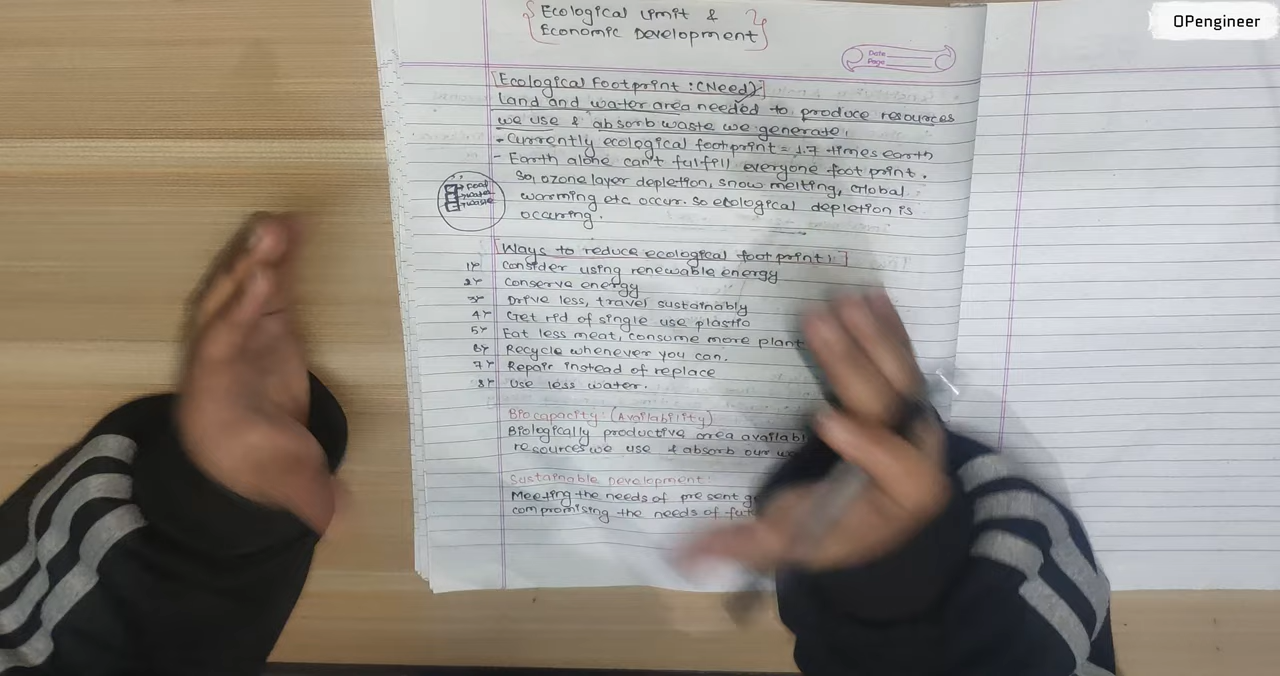 OPengineer
Ecological Limit &
Economic Development
Date
Page
Ecological Footprint : (Need)
Land and water area needed to produce resources
we use & absorb waste we generate.
- Currently ecological footprint = 1.7 times earth
- Earth alone can't fulfill everyone foot print.
So, ozone layer depletion, snow melting, Global
warming etc occur. so ecological depletion is
occuring.
Food
water
waste
Ways to reduce ecological footprint:
1) Consider using renewable energy
2) Conserve energy
3) Drive less, travel sustainably
4) Get rid of single use plastic
5) Eat less meat, consume more plant
6) Recycle whenever you can.
7) Repair instead of replace
8) Use less water.
Biocapacity: (Availability)
Biologically productive area availabl
resources we use & absorb our
Sustainable Development:
Meeting the needs of present
compromising the needs of